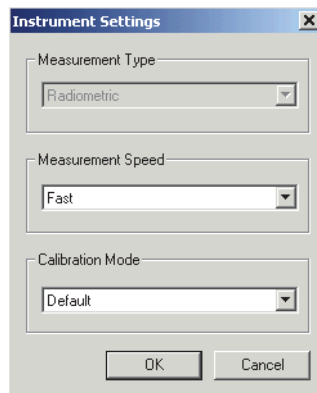 Instrument Settings
Measurement Type
Radiometric
Measurement Speed
Fast
Calibration Mode
Default
OK Cancel